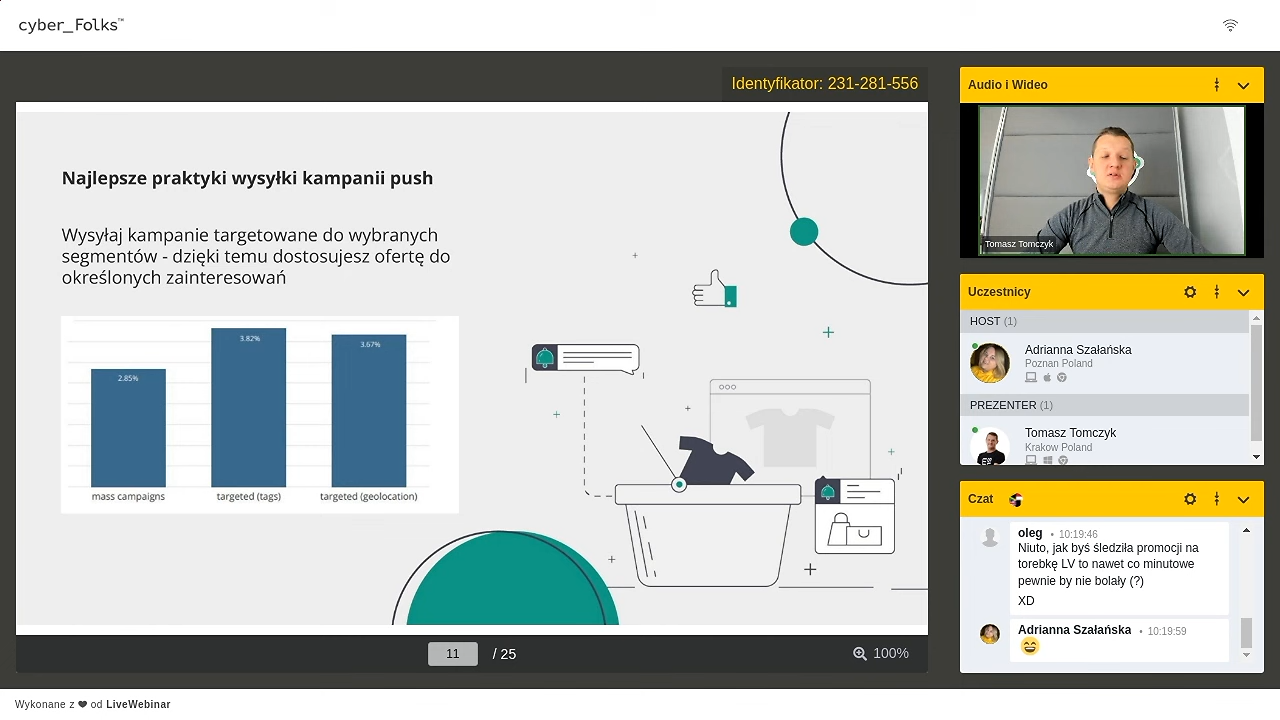 cyber_Folks™
Identyfikator: 231-281-556
Najlepsze praktyki wysyłki kampanii push
Wysyłaj kampanie targetowane do wybranych
segmentów - dzięki temu dostosujesz ofertę do
określonych zainteresowań
2.85%
3.82%
3.67%
mass campaigns
targeted (tags)
targeted (geolocation)
11 / 25
100%
Audio i Wideo
Tomasz Tomczyk
Uczestnicy
HOST (1)
Adrianna Szałańska
Poznan Poland
PREZENTER (1)
Tomasz Tomczyk
Krakow Poland
Czat
oleg • 10:19:46
Niuto, jak byś śledziła promocji na
torebkę LV to nawet co minutowe
pewnie by nie bolały (?)
XD
Adrianna Szałańska • 10:19:59
😄
Wykonane z ❤ od LiveWebinar